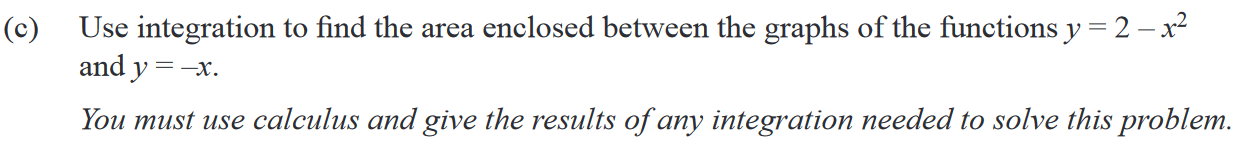 (c) Use integration to find the area enclosed between the graphs of the functions y = 2 – x²
and y = –x.
You must use calculus and give the results of any integration needed to solve this problem.